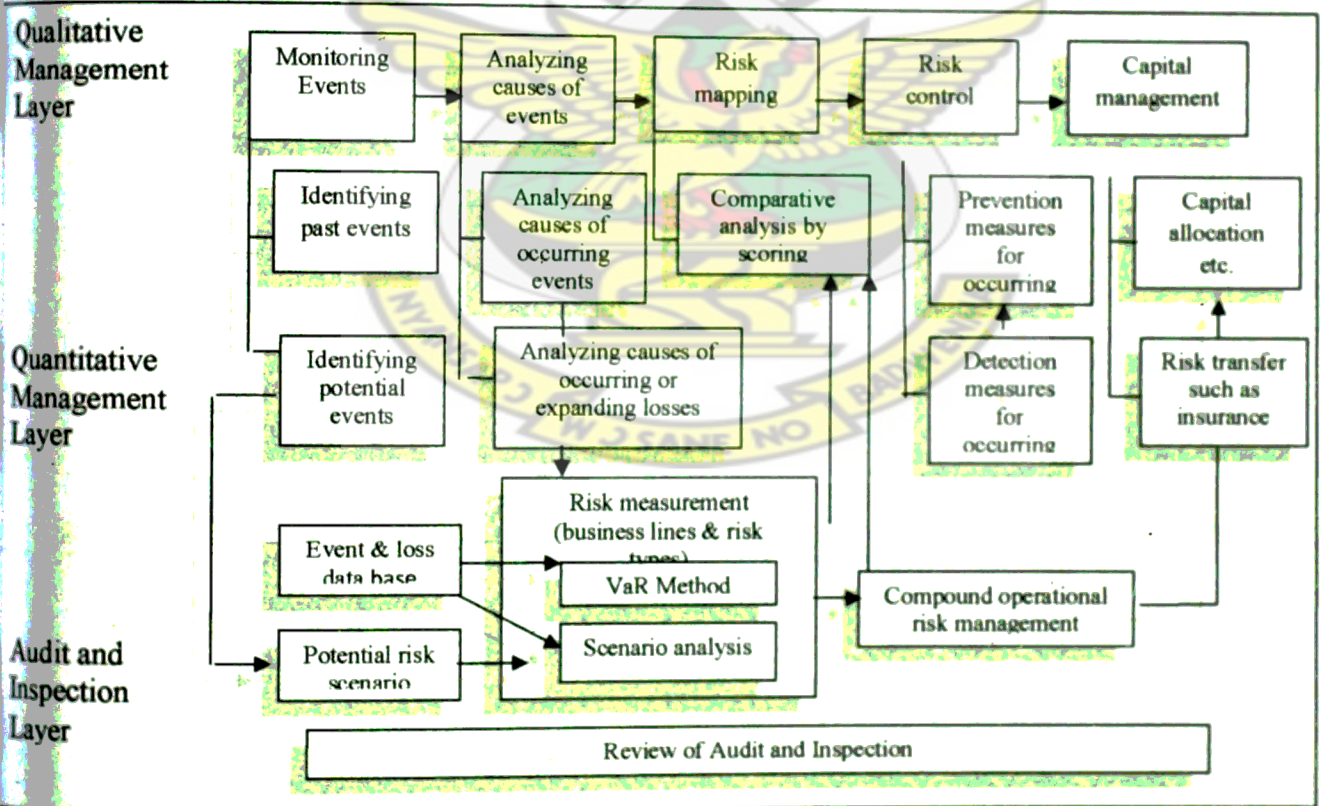 Qualitative
Management
Layer
Monitoring
Events
Analyzing
causes of
events
Risk
mapping
Risk
control
Capital
management
Identifying
past events
Analyzing
causes of
occurring
events
Comparative
analysis by
scoring
Prevention
measures
for
occurring
Capital
allocation
etc.
Quantitative
Management
Layer
Identifying
potential
events
Analyzing causes of
occurring or
expanding losses
Detection
measures
for
occurring
Risk transfer
such as
insurance
Risk measurement
(business lines & risk
types)
Event & loss
data base
VaR Method
Scenario analysis
Compound operational
risk management
Audit and
Inspection
Layer
Potential risk
scenario
Review of Audit and Inspection
W Ɔ SANE NO
BADWENMA